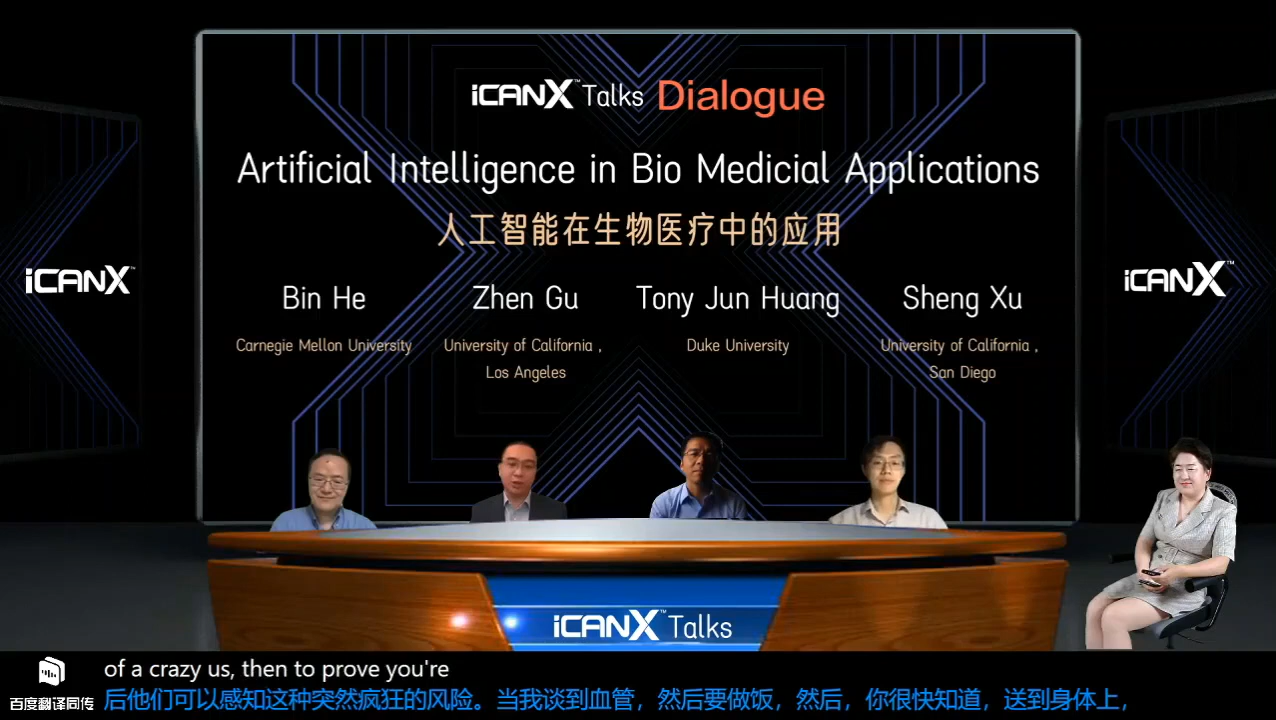 iCANX™ Talks Dialogue
Artificial Intelligence in Bio Medicial Applications
人工智能在生物医疗中的应用
iCANX™
iCANX™
Bin He
Zhen Gu
Tony Jun Huang
Sheng Xu
Carnegie Mellon University
University of California ,
Los Angeles
Duke University
University of California ,
San Diego
iCANX™ Talks
of a crazy us, then to prove you're
百度翻译同传
后他们可以感知这种突然疯狂的风险。当我谈到血管，然后要做饭，然后，你很快知道，送到身体上，